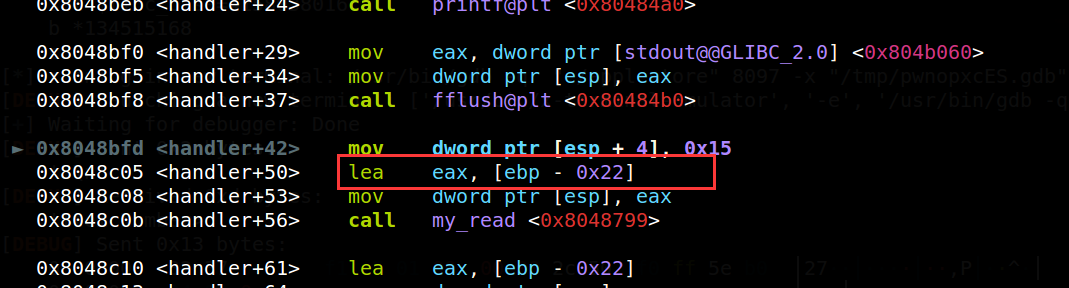 0x8048beb <handler+24> call printf@plt <0x80484a0>
b *134515168
0x8048bf0 <handler+29> mov eax, dword ptr [stdout@@GLIBC_2.0] <0x804b060>
0x8048bf5 <handler+34> mov dword ptr [esp], eax
0x8048bf8 <handler+37> call fflush@plt <0x80484b0>
[+] Waiting for debugger: Done
► 0x8048bfd <handler+42> mov dword ptr [esp + 4], 0x15
0x8048c05 <handler+50> lea eax, [ebp - 0x22]
0x8048c08 <handler+53> mov dword ptr [esp], eax
0x8048c0b <handler+56> call my_read <0x8048799>
[DEBUG] Sent 0x13 bytes:
0x8048c10 <handler+61> lea eax, [ebp - 0x22]